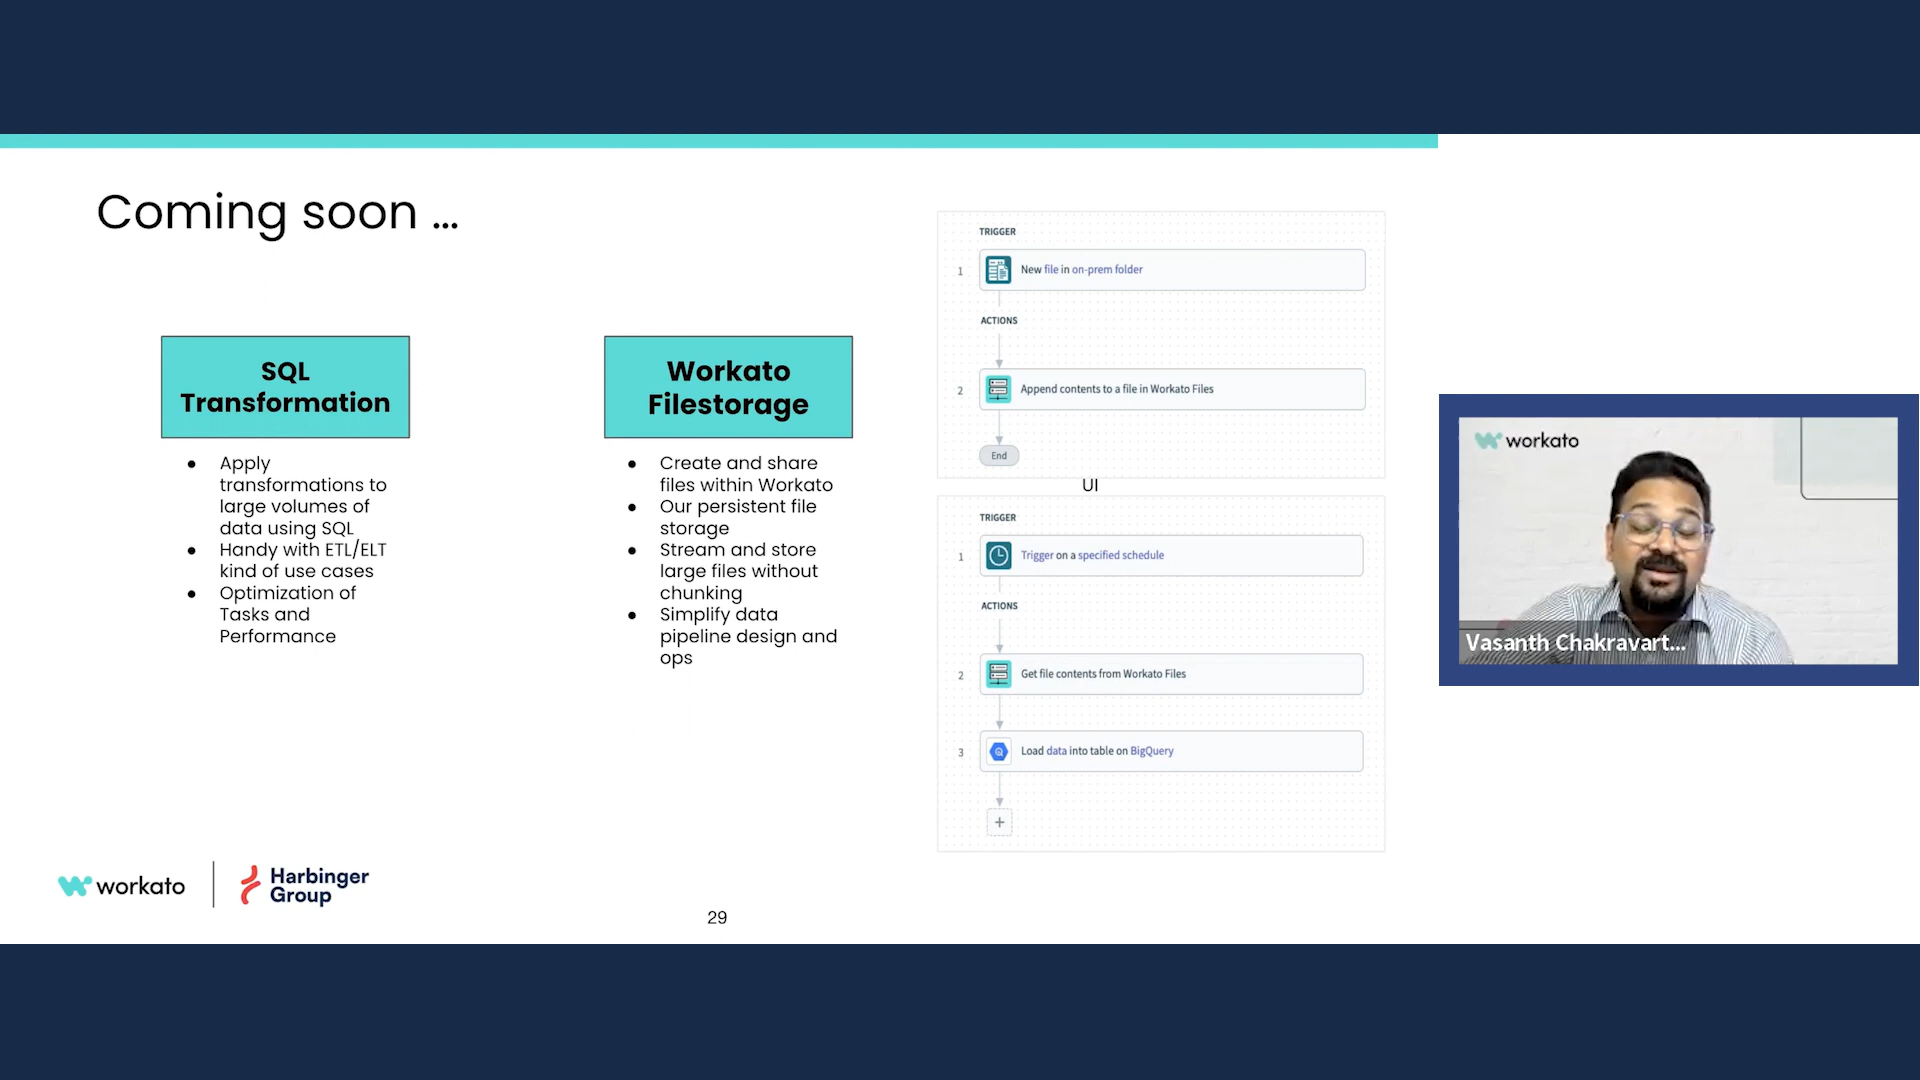 Coming soon ...
SQL
Transformation
Apply
transformations to
large volumes of
data using SQL
Handy with ETL/ELT
kind of use cases
Optimization of
Tasks and
Performance
Workato
Filestorage
Create and share
files within Workato
Our persistent file
storage
Stream and store
large files without
chunking
Simplify data
pipeline design and
ops
TRIGGER
1 New file in on-prem folder
ACTIONS
2 Append contents to a file in Workato Files
End
UI
TRIGGER
1 Trigger on a specified schedule
ACTIONS
2 Get file contents from Workato Files
3 Load data into table on BigQuery
+
workato
Vasanth Chakravart...
workato
Harbinger
Group
29